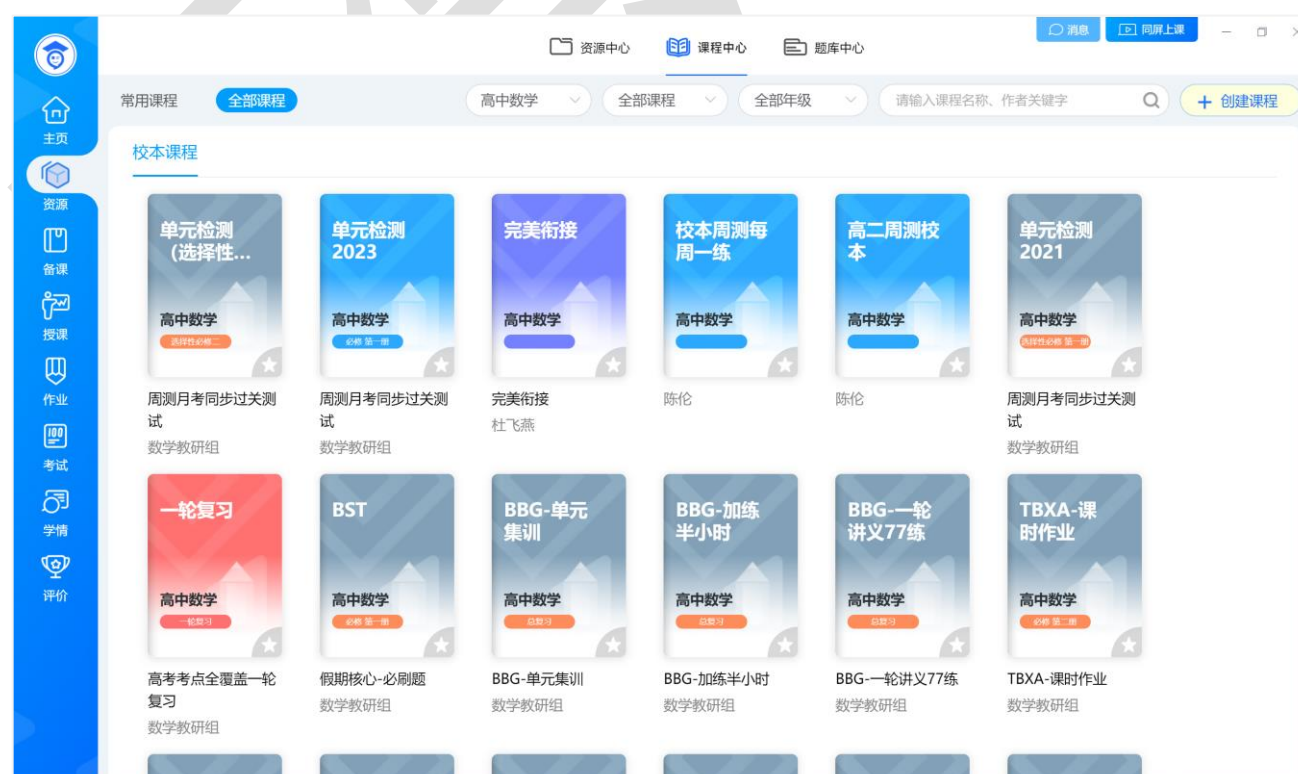 资源中心
课程中心
题库中心
消息
同屏上课
常用课程
全部课程
高中数学
全部课程
全部年级
请输入课程名称、作者关键字
+ 创建课程
主页
资源
备课
授课
作业
考试
学情
评价
校本课程
单元检测
(选择性...
高中数学
选择性必修二
周测月考同步过关测
试
数学教研组
单元检测
2023
高中数学
必修 第一册
周测月考同步过关测
试
数学教研组
完美衔接
高中数学
完美衔接
杜飞燕
校本周测每
周一练
高中数学
陈伦
高二周测校
本
高中数学
陈伦
单元检测
2021
高中数学
选择性必修 第一册
周测月考同步过关测
试
数学教研组
一轮复习
高中数学
一轮复习
高考考点全覆盖一轮
复习
数学教研组
BST
高中数学
必修 第一册
假期核心-必刷题
数学教研组
BBG-单元
集训
高中数学
总复习
BBG-单元集训
数学教研组
BBG-加练
半小时
高中数学
总复习
BBG-加练半小时
数学教研组
BBG-一轮
讲义77练
高中数学
总复习
BBG-一轮讲义77练
数学教研组
TBXA-课
时作业
高中数学
必修 第二册
TBXA-课时作业
数学教研组